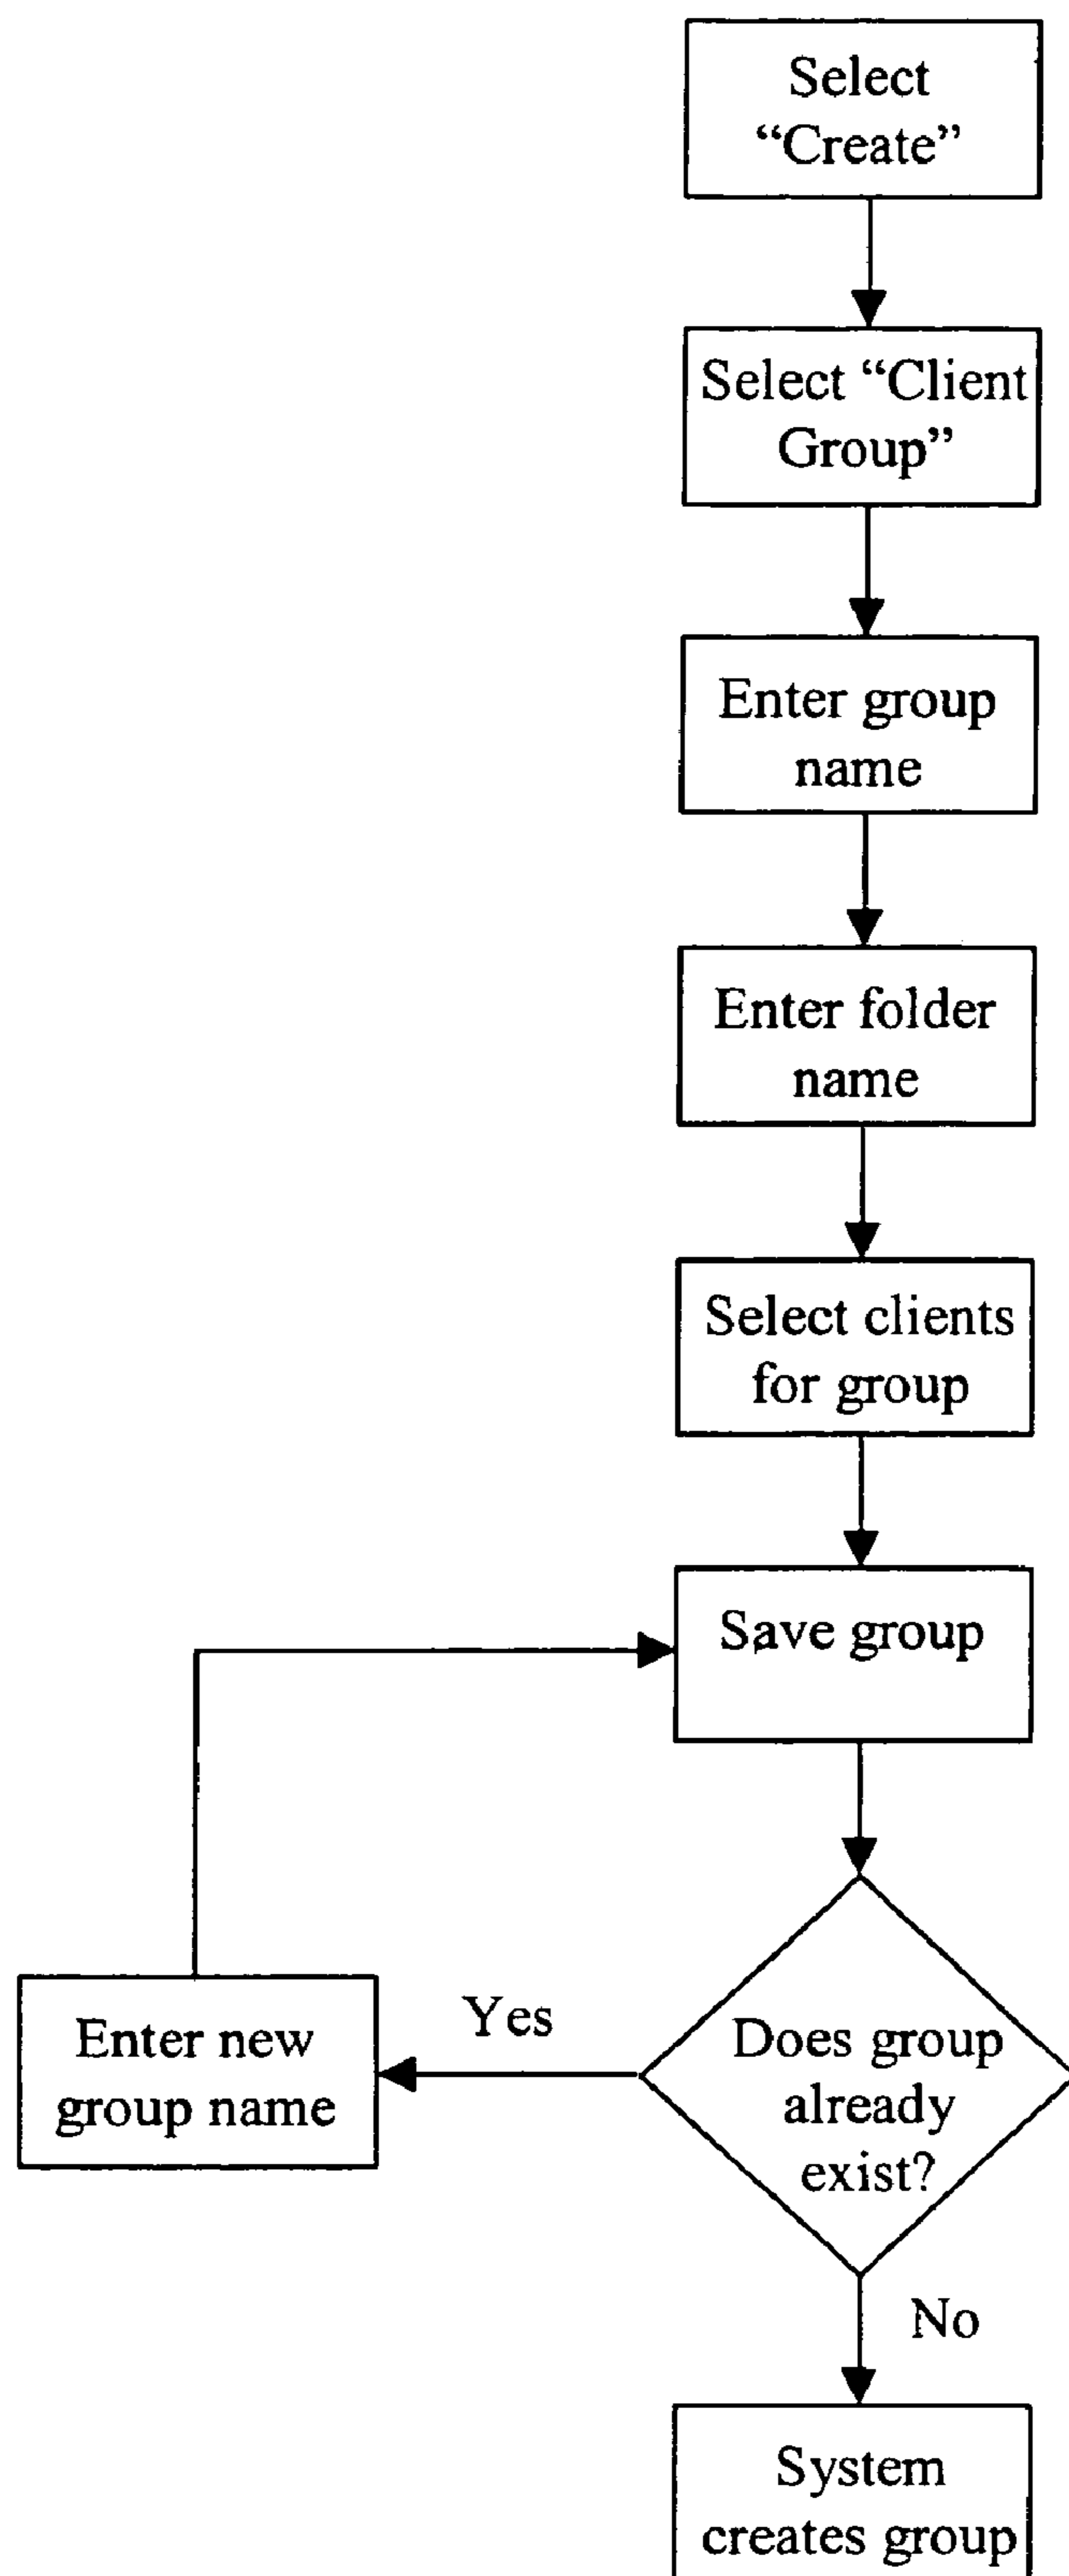 Select
“Create”
Select “Client
Group”
Enter group
name
Enter folder
name
Select clients
for group
Save group
Does group
already
exist?
Yes
Enter new
group name
No
System
creates group